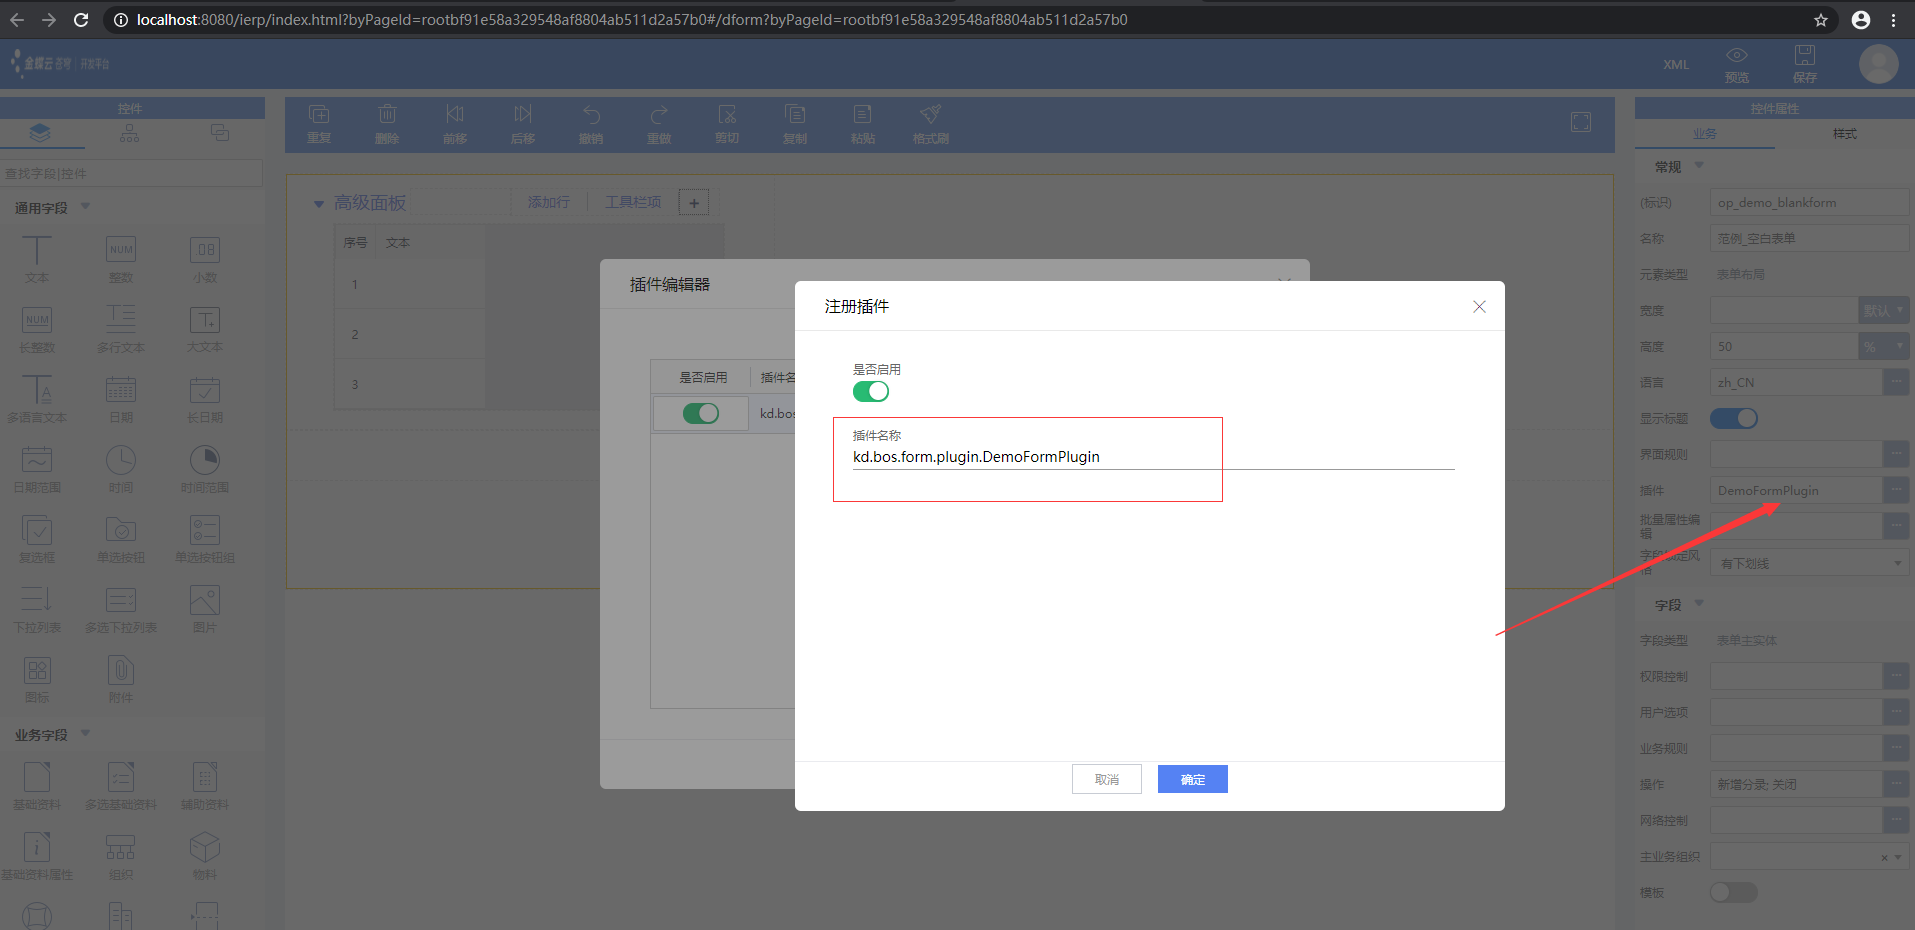 localhost:8080/ierp/index.html?byPageId=rootbf91e58a329548af8804ab511d2a57b0#/dform?byPageId=rootbf91e58a329548af8804ab511d2a57b0
金蝶云 苍穹 | 开发平台
XML 预览 保存
控件
查找字段|控件
通用字段
文本 整数 小数
NUM .08
长整数 多行文本 大文本
NUM
多语言文本 日期 长日期
日期范围 时间 时间范围
复选框 单选按钮 单选按钮组
下拉列表 多选下拉列表 图片
图标 附件
业务字段
基础资料 多选基础资料 辅助资料
基础资料属性 组织 物料
重复 删除 前移 后移 撤销 重做 剪切 复制 粘贴 格式刷
高级面板 添加行 工具栏项 +
序号 文本
1
2
3
插件编辑器
是否启用 插件名
kd.bos
注册插件
是否启用
插件名称
kd.bos.form.plugin.DemoFormPlugin
取消 确定
控件属性
业务 样式
常规
(标识) op_demo_blankform
名称 范例_空白表单
元素类型 表单布局
宽度 默认
高度 50 %
语言 zh_CN ...
显示标题
界面规则 ...
插件 DemoFormPlugin ...
批量属性编辑 ...
有下划线
字段
字段类型 表单主实体
权限控制 ...
用户选项 ...
业务规则 ...
操作 新增分录; 关闭 ...
网络控制 ...
主业务组织 ×
模板